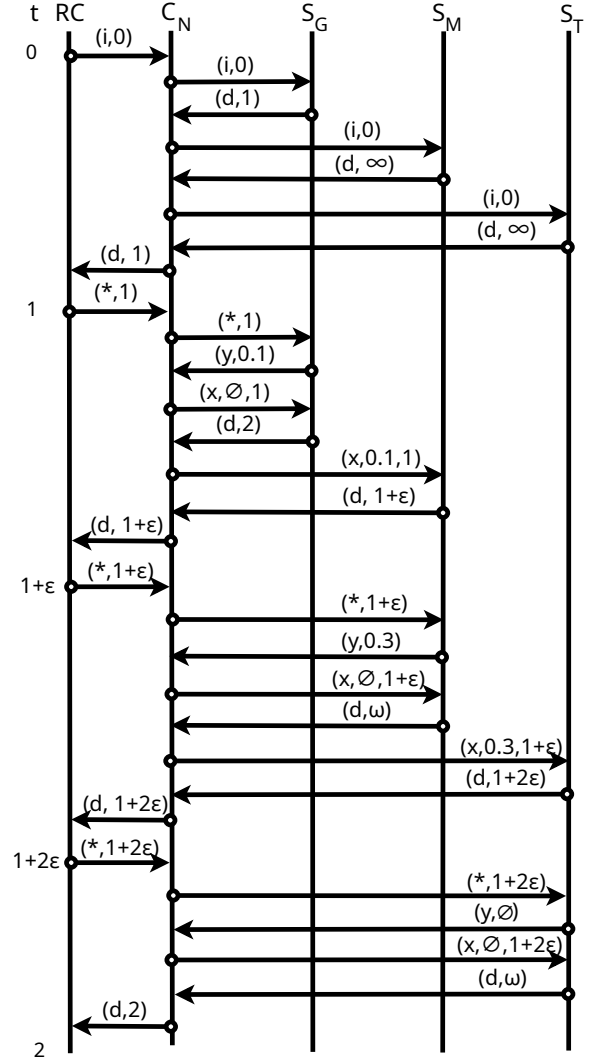 t RC C_N S_G S_M S_T
0 (i,0)
(i,0)
(d,1)
(i,0)
(d, ∞)
(i,0)
(d, ∞)
(d, 1)
1 (*,1)
(*,1)
(y,0.1)
(x,∅,1)
(d,2)
(x,0.1,1)
(d, 1+ε)
(d, 1+ε)
1+ε (*,1+ε)
(*,1+ε)
(y,0.3)
(x,∅,1+ε)
(d,ω)
(x,0.3,1+ε)
(d,1+2ε)
(d, 1+2ε)
1+2ε (*,1+2ε)
(*,1+2ε)
(y,∅)
(x,∅,1+2ε)
(d,ω)
(d,2)
2